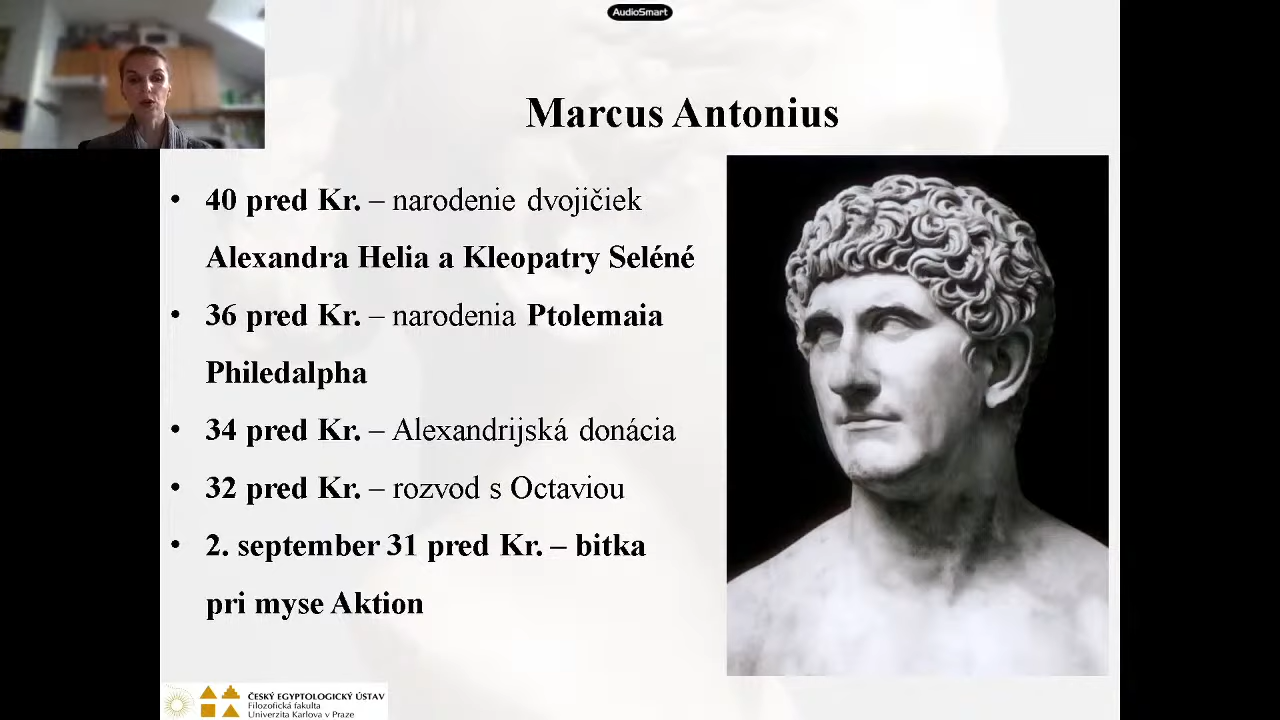 AudioSmart
Marcus Antonius
• 40 pred Kr. – narodenie dvojičiek
Alexandra Helia a Kleopatry Seléné
• 36 pred Kr. – narodenia Ptolemaia
Philedalpha
• 34 pred Kr. – Alexandrijská donácia
• 32 pred Kr. – rozvod s Octaviou
• 2. september 31 pred Kr. – bitka
pri myse Aktion
ČESKÝ EGYPTOLOGICKÝ ÚSTAV
Filozofická fakulta
Univerzita Karlova v Praze